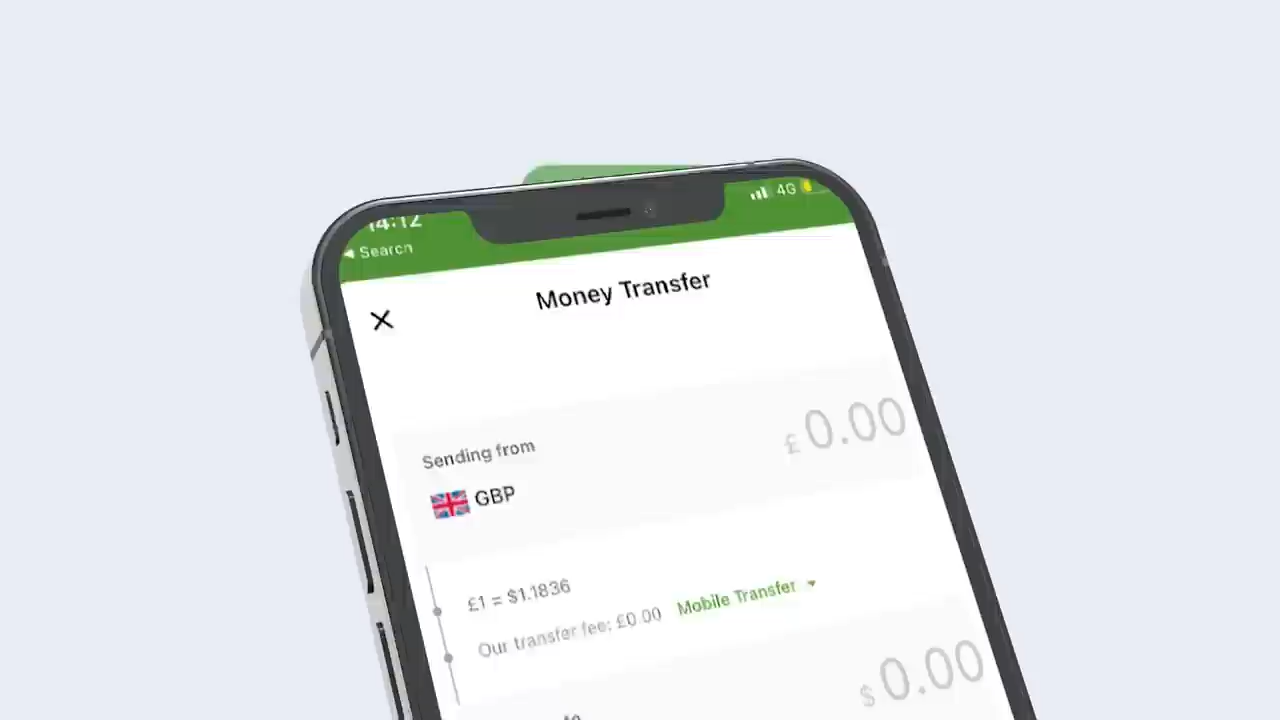 14:12
4G
Search
Money Transfer
Sending from
£ 0.00
GBP
£1 = $1.1836
Our transfer fee: £0.00 Mobile Transfer
$ 0.00